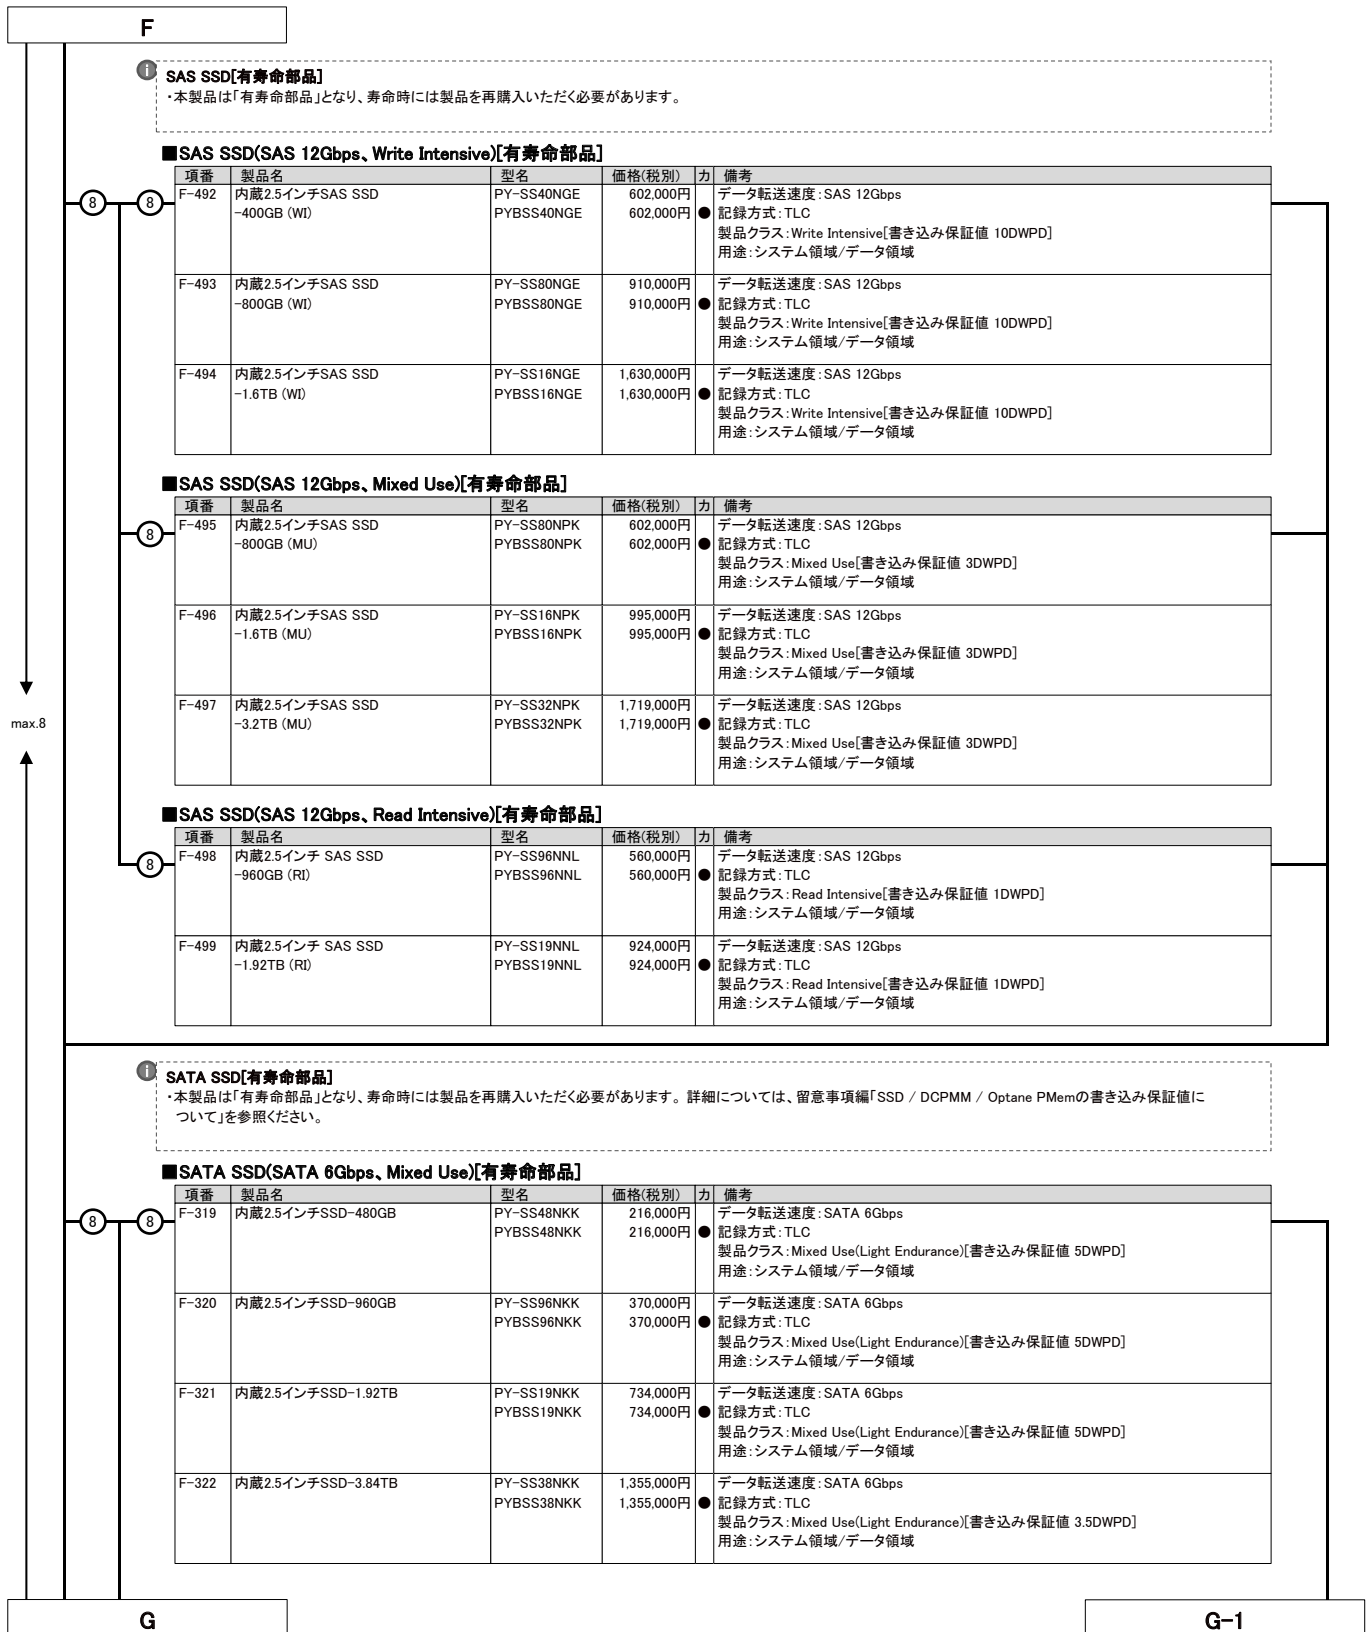 F
SAS SSD[有寿命部品]
・本製品は「有寿命部品」となり、寿命時には製品を再購入いただく必要があります。
■SAS SSD(SAS 12Gbps、Write Intensive)[有寿命部品]
項番 製品名 型名 価格(税別) カ 備考
F-492 内蔵2.5インチSAS SSD PY-SS40NGE 602,000円 データ転送速度：SAS 12Gbps
-400GB (WI) PYBSS40NGE 602,000円 ● 記録方式：TLC
製品クラス：Write Intensive[書き込み保証値 10DWPD]
用途：システム領域/データ領域
F-493 内蔵2.5インチSAS SSD PY-SS80NGE 910,000円 データ転送速度：SAS 12Gbps
-800GB (WI) PYBSS80NGE 910,000円 ● 記録方式：TLC
製品クラス：Write Intensive[書き込み保証値 10DWPD]
用途：システム領域/データ領域
F-494 内蔵2.5インチSAS SSD PY-SS16NGE 1,630,000円 データ転送速度：SAS 12Gbps
-1.6TB (WI) PYBSS16NGE 1,630,000円 ● 記録方式：TLC
製品クラス：Write Intensive[書き込み保証値 10DWPD]
用途：システム領域/データ領域
8 8
■SAS SSD(SAS 12Gbps、Mixed Use)[有寿命部品]
項番 製品名 型名 価格(税別) カ 備考
F-495 内蔵2.5インチSAS SSD PY-SS80NPK 602,000円 データ転送速度：SAS 12Gbps
-800GB (MU) PYBSS80NPK 602,000円 ● 記録方式：TLC
製品クラス：Mixed Use[書き込み保証値 3DWPD]
用途：システム領域/データ領域
F-496 内蔵2.5インチSAS SSD PY-SS16NPK 995,000円 データ転送速度：SAS 12Gbps
-1.6TB (MU) PYBSS16NPK 995,000円 ● 記録方式：TLC
製品クラス：Mixed Use[書き込み保証値 3DWPD]
用途：システム領域/データ領域
F-497 内蔵2.5インチSAS SSD PY-SS32NPK 1,719,000円 データ転送速度：SAS 12Gbps
-3.2TB (MU) PYBSS32NPK 1,719,000円 ● 記録方式：TLC
製品クラス：Mixed Use[書き込み保証値 3DWPD]
用途：システム領域/データ領域
8
max.8
■SAS SSD(SAS 12Gbps、Read Intensive)[有寿命部品]
項番 製品名 型名 価格(税別) カ 備考
F-498 内蔵2.5インチ SAS SSD PY-SS96NNL 560,000円 データ転送速度：SAS 12Gbps
-960GB (RI) PYBSS96NNL 560,000円 ● 記録方式：TLC
製品クラス：Read Intensive[書き込み保証値 1DWPD]
用途：システム領域/データ領域
F-499 内蔵2.5インチ SAS SSD PY-SS19NNL 924,000円 データ転送速度：SAS 12Gbps
-1.92TB (RI) PYBSS19NNL 924,000円 ● 記録方式：TLC
製品クラス：Read Intensive[書き込み保証値 1DWPD]
用途：システム領域/データ領域
8
SATA SSD[有寿命部品]
・本製品は「有寿命部品」となり、寿命時には製品を再購入いただく必要があります。詳細については、留意事項編「SSD / DCPMM / Optane PMemの書き込み保証値に
ついて」を参照ください。
■SATA SSD(SATA 6Gbps、Mixed Use)[有寿命部品]
項番 製品名 型名 価格(税別) カ 備考
F-319 内蔵2.5インチSSD-480GB PY-SS48NKK 216,000円 データ転送速度：SATA 6Gbps
PYBSS48NKK 216,000円 ● 記録方式：TLC
製品クラス：Mixed Use(Light Endurance)[書き込み保証値 5DWPD]
用途：システム領域/データ領域
F-320 内蔵2.5インチSSD-960GB PY-SS96NKK 370,000円 データ転送速度：SATA 6Gbps
PYBSS96NKK 370,000円 ● 記録方式：TLC
製品クラス：Mixed Use(Light Endurance)[書き込み保証値 5DWPD]
用途：システム領域/データ領域
F-321 内蔵2.5インチSSD-1.92TB PY-SS19NKK 734,000円 データ転送速度：SATA 6Gbps
PYBSS19NKK 734,000円 ● 記録方式：TLC
製品クラス：Mixed Use(Light Endurance)[書き込み保証値 5DWPD]
用途：システム領域/データ領域
F-322 内蔵2.5インチSSD-3.84TB PY-SS38NKK 1,355,000円 データ転送速度：SATA 6Gbps
PYBSS38NKK 1,355,000円 ● 記録方式：TLC
製品クラス：Mixed Use(Light Endurance)[書き込み保証値 3.5DWPD]
用途：システム領域/データ領域
8 8
G
G-1